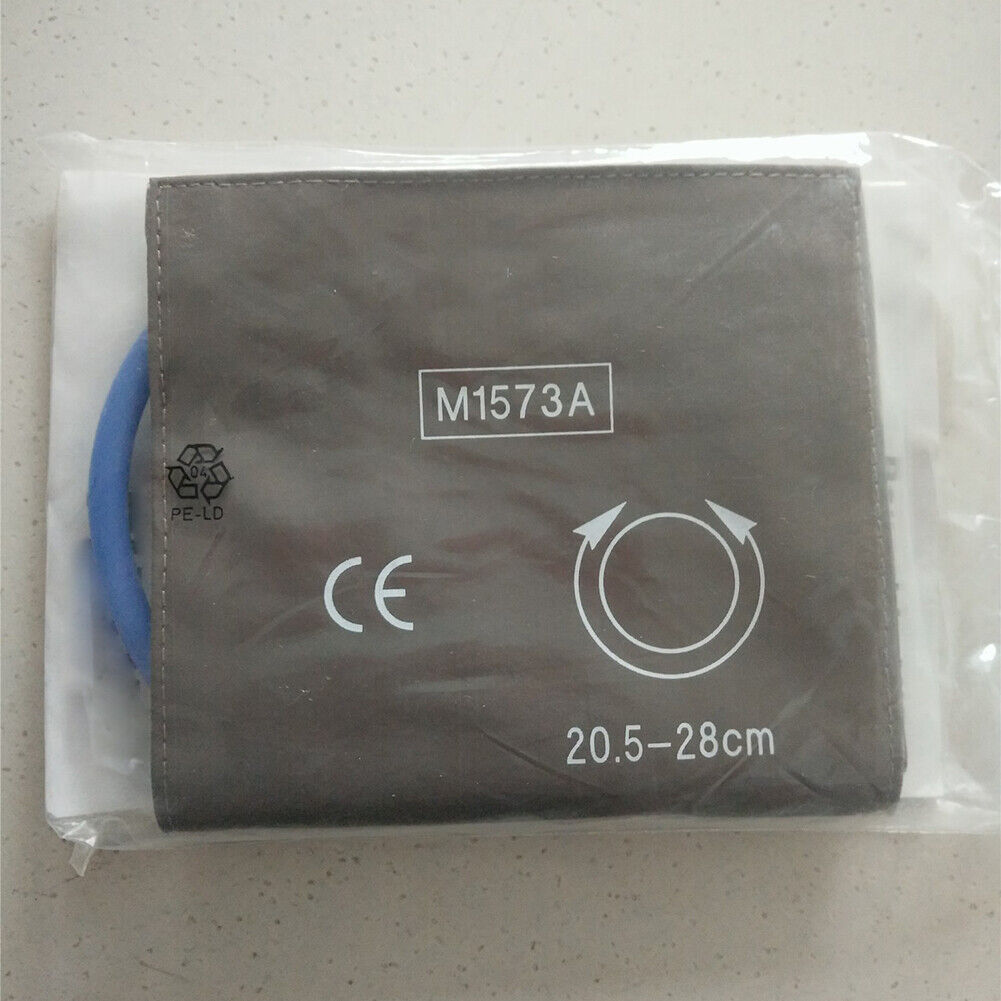 M1573A
04
PE-LD
CE
20.5-28cm